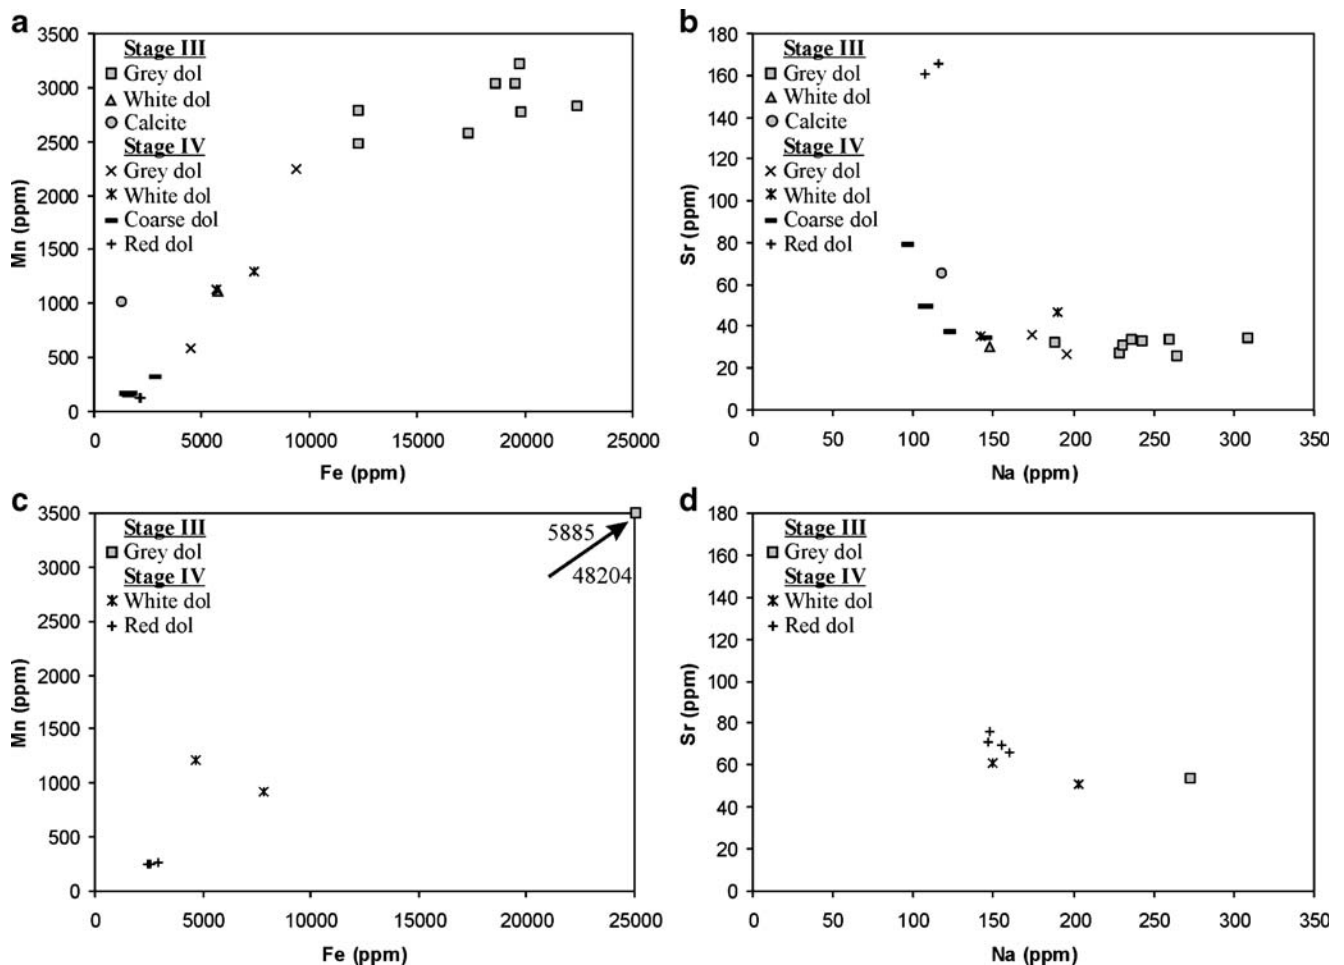 a
3500
3000
2500
2000
1500
1000
500
0
Mn (ppm)
Stage III
Grey dol
White dol
Calcite
Stage IV
Grey dol
White dol
Coarse dol
Red dol
0 5000 10000 15000 20000 25000
Fe (ppm)
b
180
160
140
120
100
80
60
40
20
0
Sr (ppm)
Stage III
Grey dol
White dol
Calcite
Stage IV
Grey dol
White dol
Coarse dol
Red dol
0 50 100 150 200 250 300 350
Na (ppm)
c
3500
3000
2500
2000
1500
1000
500
0
Mn (ppm)
Stage III
Grey dol
Stage IV
White dol
Red dol
5885
48204
0 5000 10000 15000 20000 25000
Fe (ppm)
d
180
160
140
120
100
80
60
40
20
0
Sr (ppm)
Stage III
Grey dol
Stage IV
White dol
Red dol
0 50 100 150 200 250 300 350
Na (ppm)